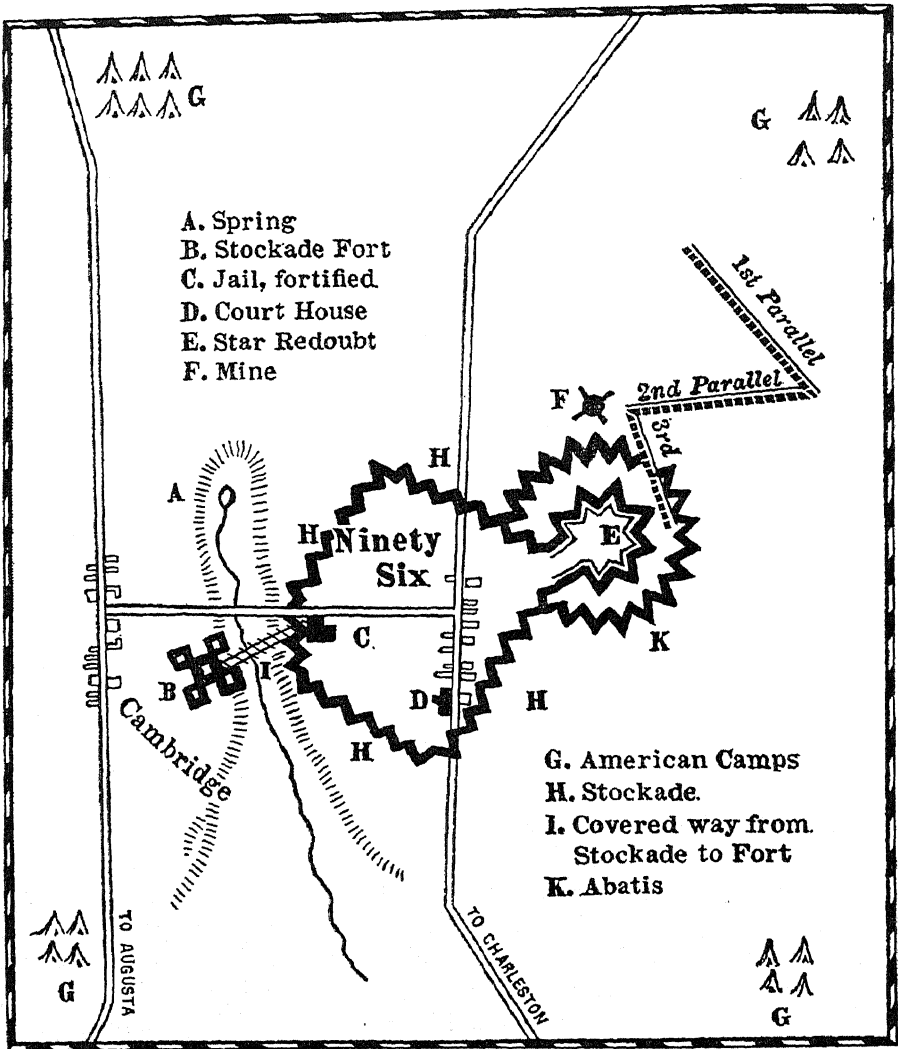 G
G
A. Spring
B. Stockade Fort
C. Jail, fortified
D. Court House
E. Star Redoubt
F. Mine
1st Parallel
2nd Parallel
3rd
F
H
A
H
Ninety
Six
E
C
K
I
B
D
H
Cambridge
H
G. American Camps
H. Stockade.
I. Covered way from
Stockade to Fort
K. Abatis
TO AUGUSTA
TO CHARLESTON
G
G